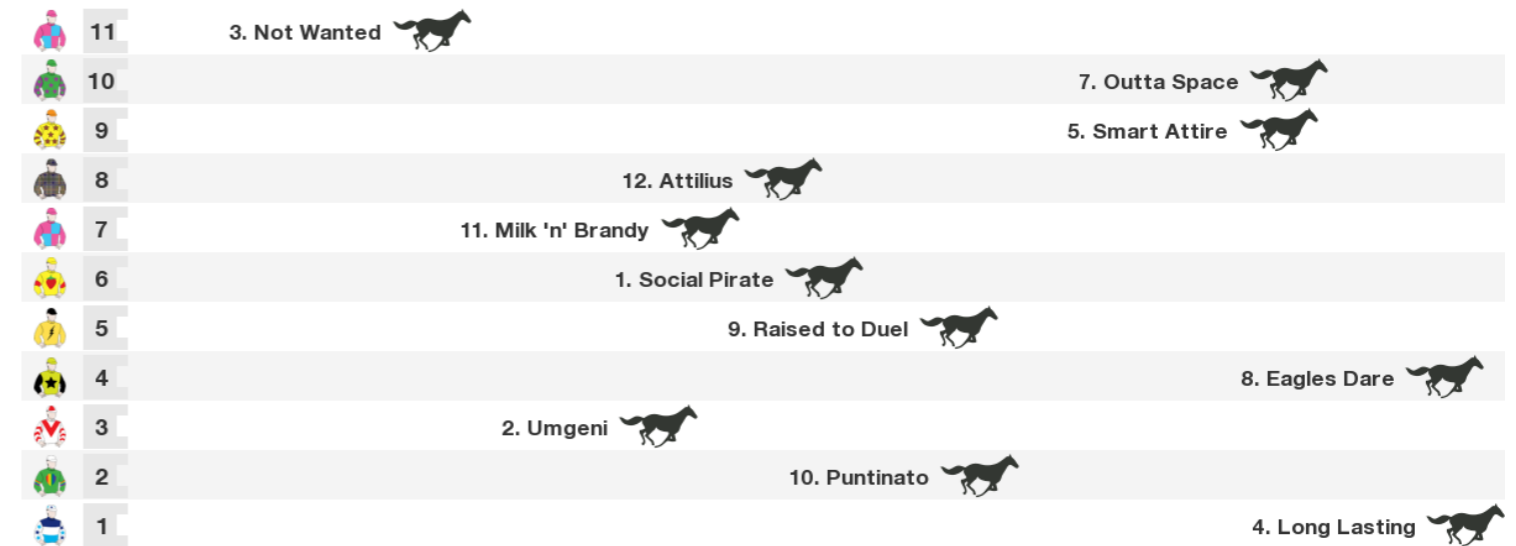 11 3. Not Wanted
10 7. Outta Space
9 5. Smart Attire
8 12. Attilius
7 11. Milk 'n' Brandy
6 1. Social Pirate
5 9. Raised to Duel
4 8. Eagles Dare
3 2. Umgeni
2 10. Puntinato
1 4. Long Lasting